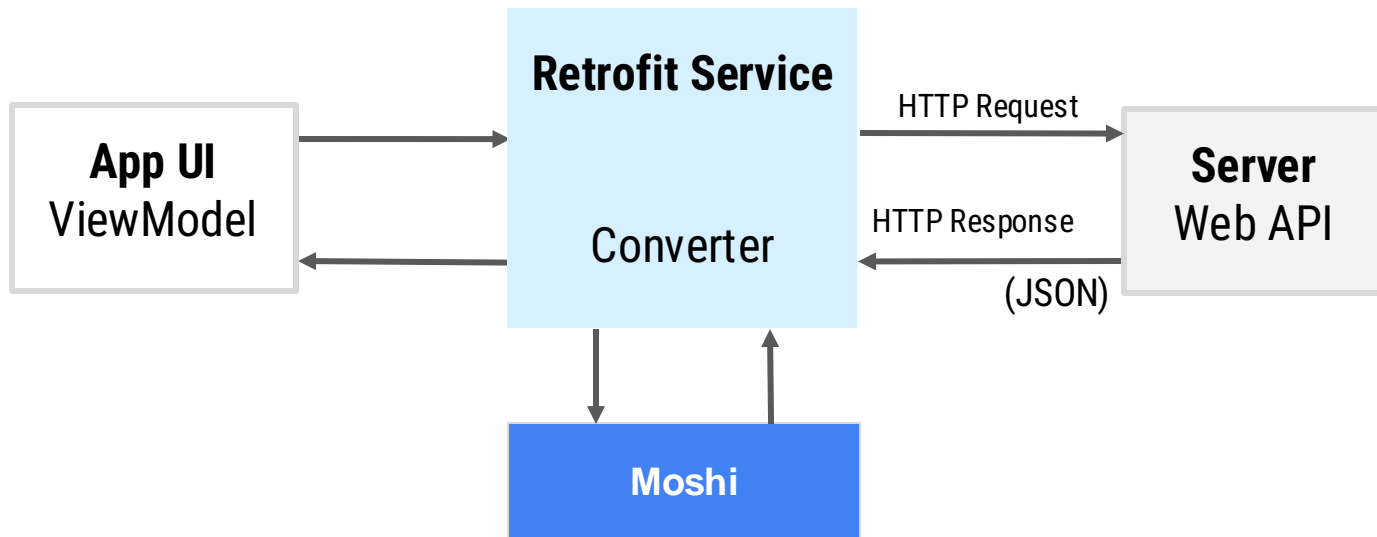 Retrofit Service
HTTP Request
App UI
ViewModel
Server
Web API
HTTP Response
Converter
(JSON)
Moshi